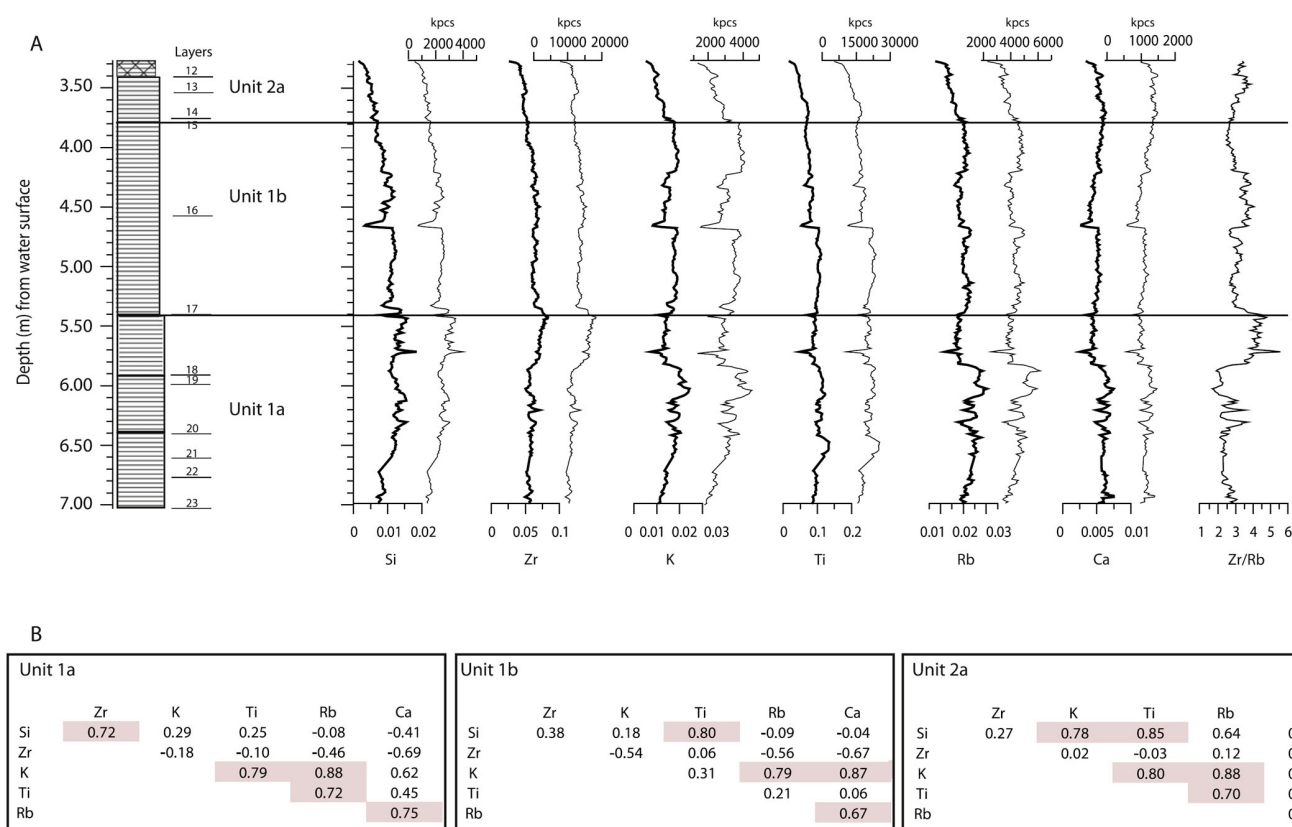 A
kpcs kpcs kpcs kpcs kpcs kpcs
Layers 0 2000 4000 0 10000 20000 2000 4000 0 15000 30000 2000 4000 6000 0 1000 2000
12
3.50 13 Unit 2a
14
15
4.00
Unit 1b
4.50 16
5.00
17
5.50
18
6.00 19
Unit 1a
20
6.50 21
22
7.00 23
Depth (m) from water surface
0 0.01 0.02 0 0.05 0.1 0 0.01 0.02 0.03 0 0.1 0.2 0.01 0.02 0.03 0 0.005 0.01 1 2 3 4 5 6
Si Zr K Ti Rb Ca Zr/Rb
B
Unit 1a
Zr K Ti Rb Ca
Si 0.72 0.29 0.25 -0.08 -0.41
Zr -0.18 -0.10 -0.46 -0.69
K 0.79 0.88 0.62
Ti 0.72 0.45
Rb 0.75
Unit 1b
Zr K Ti Rb Ca
Si 0.38 0.18 0.80 -0.09 -0.04
Zr -0.54 0.06 -0.56 -0.67
K 0.31 0.79 0.87
Ti 0.21 0.06
Rb 0.67
Unit 2a
Zr K Ti Rb
Si 0.27 0.78 0.85 0.64
Zr 0.02 -0.03 0.12
K 0.80 0.88
Ti 0.70
Rb